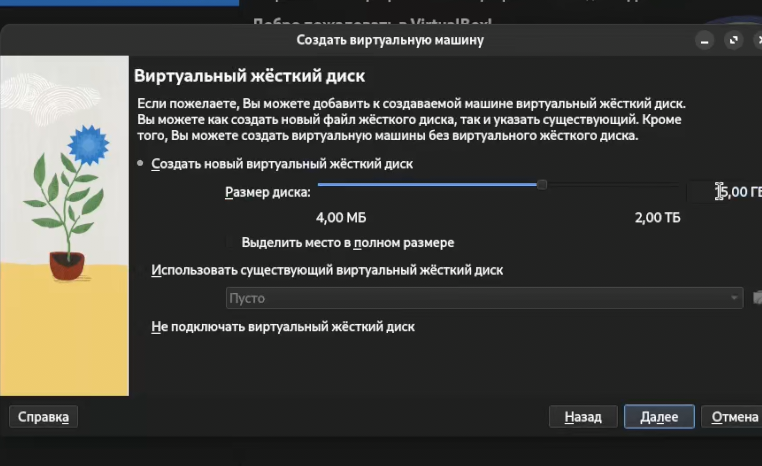 Добро пожаловать в VirtualBox!
Создать виртуальную машину
Виртуальный жёсткий диск
Если пожелаете, Вы можете добавить к создаваемой машине виртуальный жёсткий диск.
Вы можете как создать новый файл жёсткого диска, так и указать существующий. Кроме
того, Вы можете создать виртуальную машины без виртуального жёсткого диска.
Создать новый виртуальный жёсткий диск
Размер диска:
5,00 ГБ
4,00 МБ 2,00 ТБ
Выделить место в полном размере
Использовать существующий виртуальный жёсткий диск
Пусто
Не подключать виртуальный жёсткий диск
Справка Назад Далее Отмена